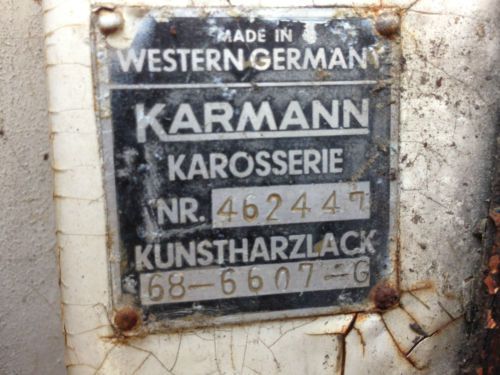 MADE IN
WESTERN GERMANY
KARMANN
KAROSSERIE
NR. 462447
KUNSTHARZLACK
68-6607-G